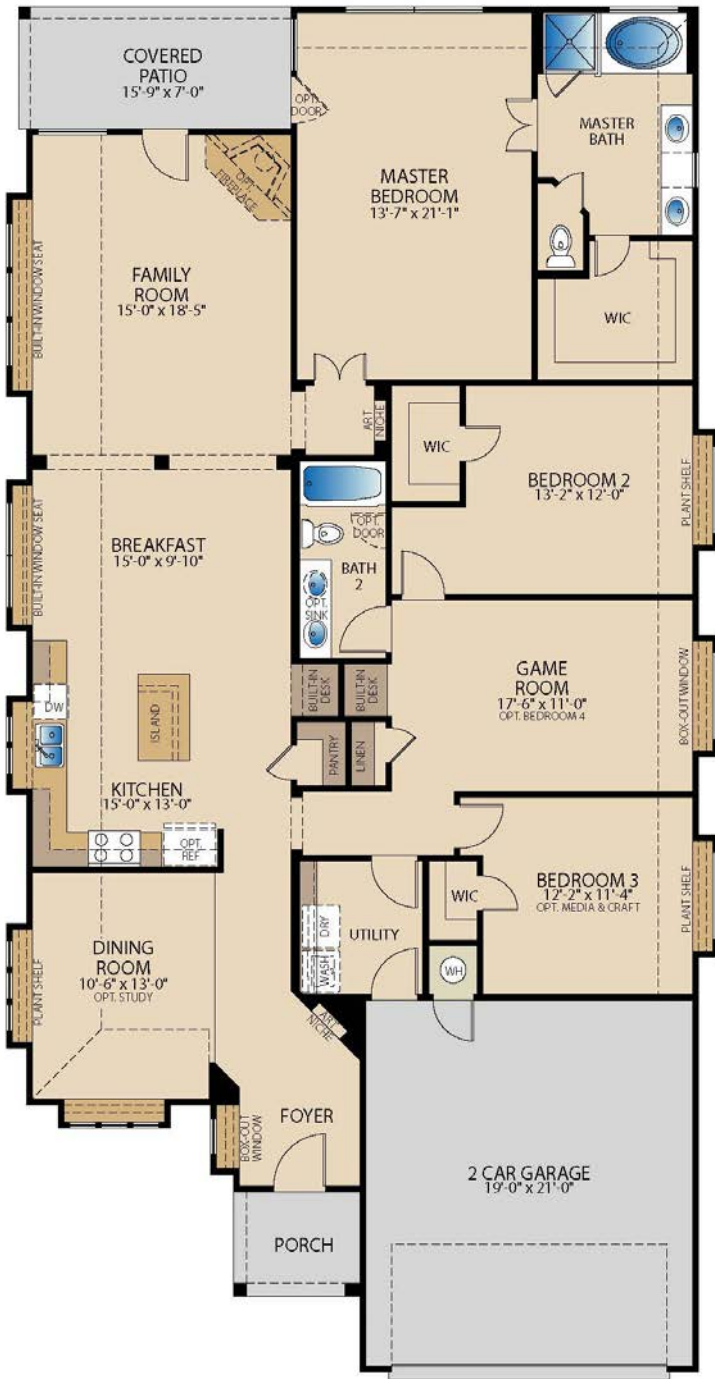 COVERED
PATIO
15'-9" x 7'-0"
OPT.
DOOR
MASTER
BATH
OPT.
FIREPLACE
MASTER
BEDROOM
13'-7" x 21'-1"
BUILT-IN WINDOW SEAT
FAMILY
ROOM
15'-0" x 18'-5"
WIC
ART
NICHE
WIC
BEDROOM 2
13'-2" x 12'-0"
PLANT SHELF
BUILT-IN WINDOW SEAT
BREAKFAST
15'-0" x 9'-10"
OPT.
DOOR
BATH
2
OPT.
SINK
GAME
ROOM
17'-6" x 11'-0"
OPT. BEDROOM 4
BOX-OUT WINDOW
BUILT-IN
DESK
BUILT-IN
DESK
DW
ISLAND
PANTRY
LINEN
KITCHEN
15'-0" x 13'-0"
OPT.
REF
BEDROOM 3
12'-2" x 11'-4"
OPT. MEDIA & CRAFT
PLANT SHELF
WIC
DRY
UTILITY
WASH
WH
DINING
ROOM
10'-6" x 13'-0"
OPT. STUDY
PLANT SHELF
ART
NICHE
BOX-OUT
WINDOW
FOYER
2 CAR GARAGE
19'-0" x 21'-0"
PORCH